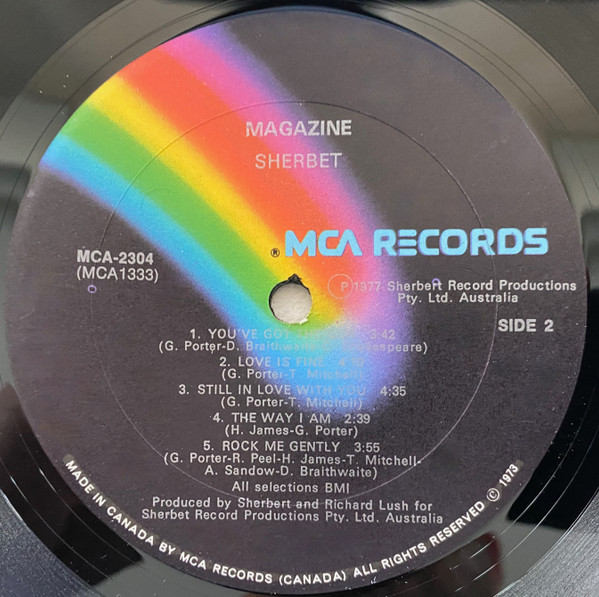 MAGAZINE
SHERBET
MCA-2304
(MCA1333)
® MCA RECORDS
Ⓟ 1977 Sherbert Record Productions
Pty. Ltd. Australia
SIDE 2
1. YOU'VE GOT 3:42
(G. Porter-D. Braithwaite-
2. LOVE IS FINE
(G. Porter-T. Mitchell)
3. STILL IN LOVE WITH YOU 4:35
(G. Porter-T. Mitchell)
4. THE WAY I AM 2:39
(H. James-G. Porter)
5. ROCK ME GENTLY 3:55
(G. Porter-R. Peel-H. James-T. Mitchell-
A. Sandow-D. Braithwaite)
All selections BMI
Produced by Sherbet and Richard Lush for
Sherbet Record Productions Pty. Ltd. Australia
MADE IN CANADA BY MCA RECORDS (CANADA) ALL RIGHTS RESERVED © 1973